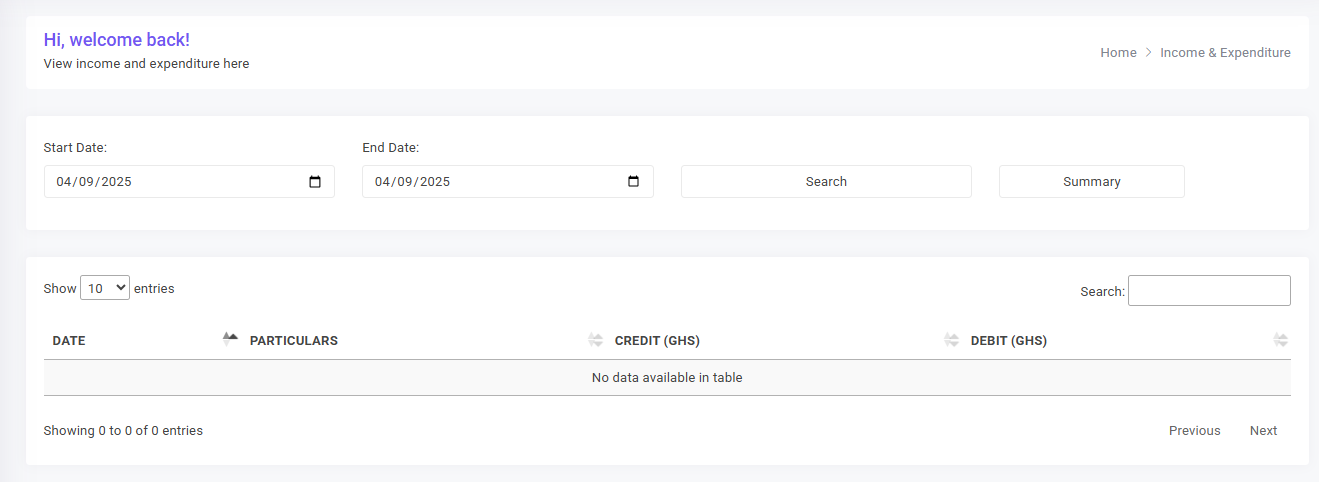 Hi, welcome back!
View income and expenditure here
Home > Income & Expenditure
Start Date:
End Date:
04/09/2025
04/09/2025
Search
Summary
Show 10 entries
Search:
DATE PARTICULARS CREDIT (GHS) DEBIT (GHS)
No data available in table
Showing 0 to 0 of 0 entries
Previous Next